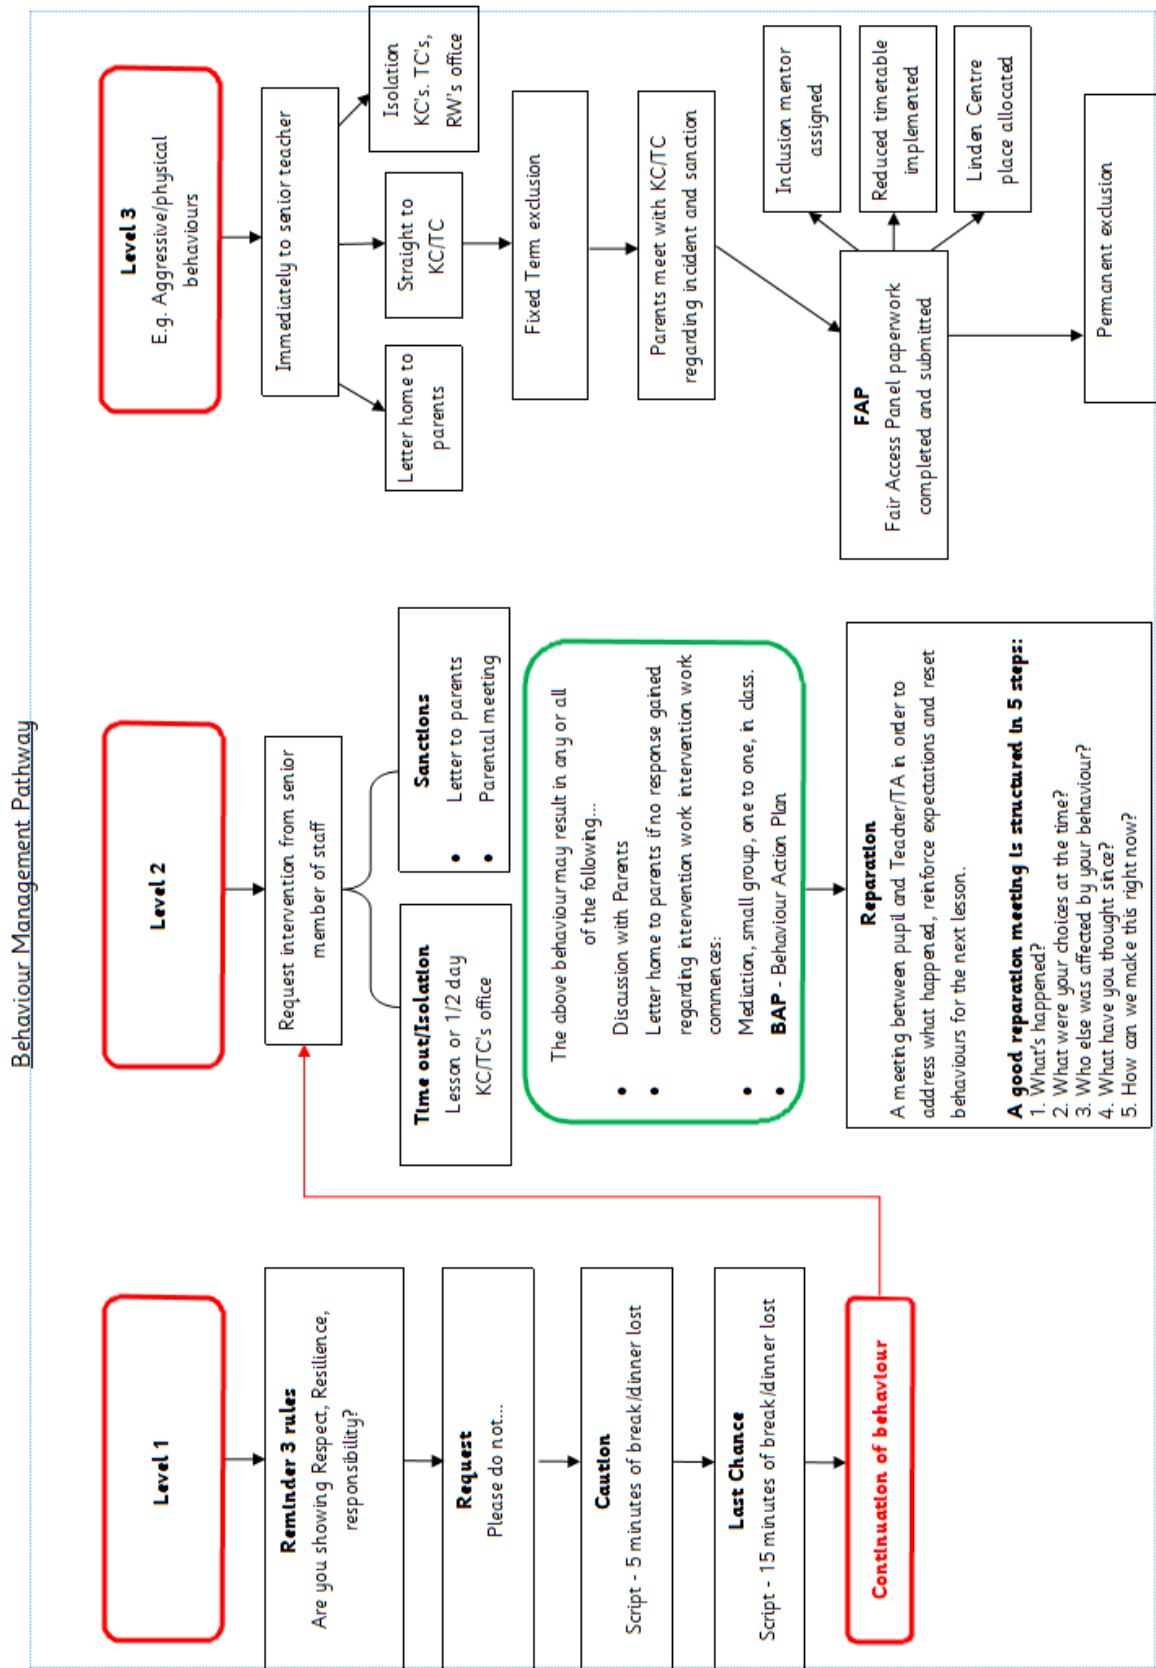 Behaviour Management Pathway
Level 1
Reminder 3 rules
Are you showing Respect, Resilience,
responsibility?
Request
Please do not...
Caution
Script - 5 minutes of break/dinner lost
Last Chance
Script - 15 minutes of break/dinner lost
Continuation of behaviour
Level 2
Request intervention from senior
member of staff
Time out/Isolation
Lesson or 1/2 day
KC/TC's office
Sanctions
• Letter to parents
• Parental meeting
The above behaviour may result in any or all
of the following...
• Discussion with Parents
• Letter home to parents if no response gained
regarding intervention work intervention work
commences:
• Mediation, small group, one to one, in class.
• BAP - Behaviour Action Plan
Reparation
A meeting between pupil and Teacher/TA in order to
address what happened, reinforce expectations and reset
behaviours for the next lesson.
A good reparation meeting is structured in 5 steps:
1. What's happened?
2. What were your choices at the time?
3. Who else was affected by your behaviour?
4. What have you thought since?
5. How can we make this right now?
Level 3
E.g. Aggressive/physical
behaviours
Immediately to senior teacher
Letter home to
parents
Straight to
KC/TC
Isolation
KC's. TC's,
RW's office
Fixed Term exclusion
Parents meet with KC/TC
regarding incident and sanction
FAP
Fair Access Panel paperwork
completed and submitted
Inclusion mentor
assigned
Reduced timetable
implemented
Linden Centre
place allocated
Permanent exclusion